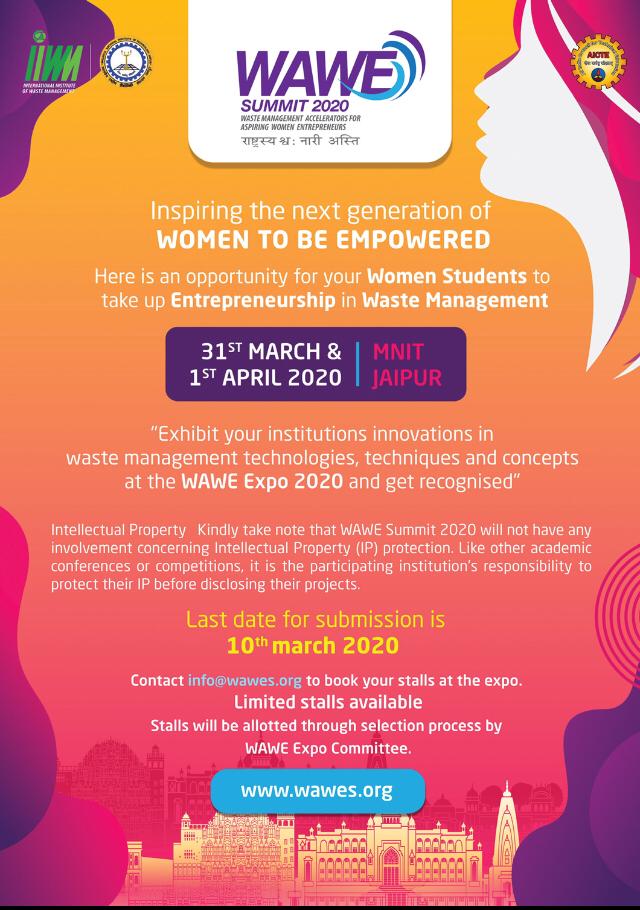 iiWM
INTERNATIONAL INSTITUTE
OF WASTE MANAGEMENT
AICTE
WAWE
SUMMIT 2020
WASTE MANAGEMENT ACCELERATORS FOR
ASPIRING WOMEN ENTREPRENEURS
राष्ट्रस्य श्व: नारी अस्ति
Inspiring the next generation of
WOMEN TO BE EMPOWERED
Here is an opportunity for your Women Students to
take up Entrepreneurship in Waste Management
31ST MARCH &
1ST APRIL 2020
MNIT
JAIPUR
"Exhibit your institutions innovations in
waste management technologies, techniques and concepts
at the WAWE Expo 2020 and get recognised"
Intellectual Property Kindly take note that WAWE Summit 2020 will not have any
involvement concerning Intellectual Property (IP) protection. Like other academic
conferences or competitions, it is the participating institution's responsibility to
protect their IP before disclosing their projects.
Last date for submission is
10th march 2020
Contact info@wawes.org to book your stalls at the expo.
Limited stalls available
Stalls will be allotted through selection process by
WAWE Expo Committee.
www.wawes.org